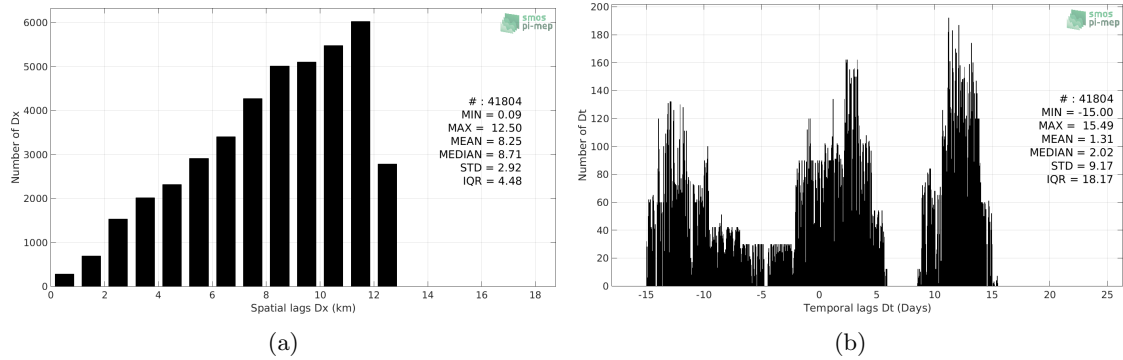 6000
5000
4000
3000
2000
1000
0
Number of Dx
smos
pi-mep
# : 41804
MIN = 0.09
MAX = 12.50
MEAN = 8.25
MEDIAN = 8.71
STD = 2.92
IQR = 4.48
0 2 4 6 8 10 12 14 16 18
Spatial lags Dx (km)
(a)
200
180
160
140
120
100
80
60
40
20
0
Number of Dt
smos
pi-mep
# : 41804
MIN = -15.00
MAX = 15.49
MEAN = 1.31
MEDIAN = 2.02
STD = 9.17
IQR = 18.17
-15 -10 -5 0 5 10 15 20 25
Temporal lags Dt (Days)
(b)